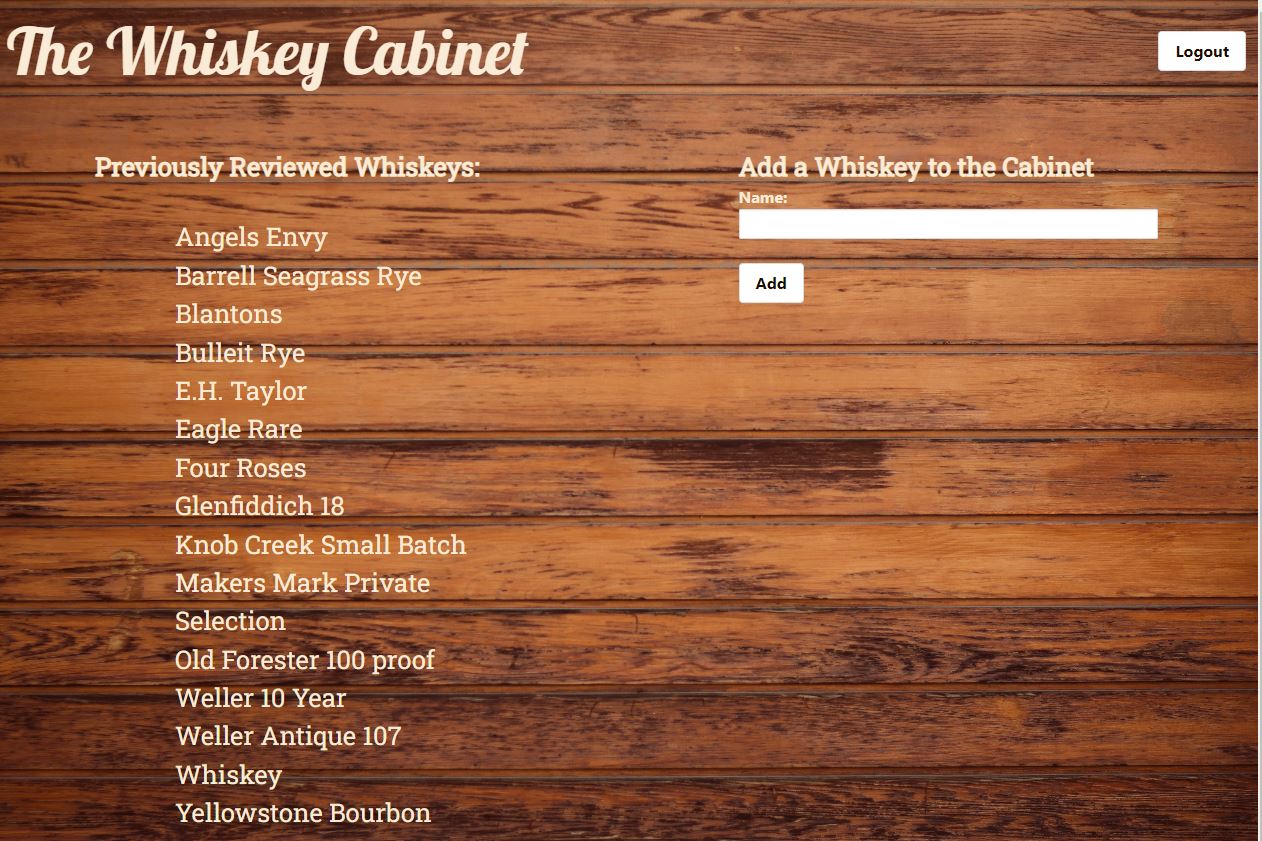 The Whiskey Cabinet
Logout
Previously Reviewed Whiskeys:
Angels Envy
Barrell Seagrass Rye
Blantons
Bulleit Rye
E.H. Taylor
Eagle Rare
Four Roses
Glenfiddich 18
Knob Creek Small Batch
Makers Mark Private
Selection
Old Forester 100 proof
Weller 10 Year
Weller Antique 107
Whiskey
Yellowstone Bourbon
Add a Whiskey to the Cabinet
Name:
Add